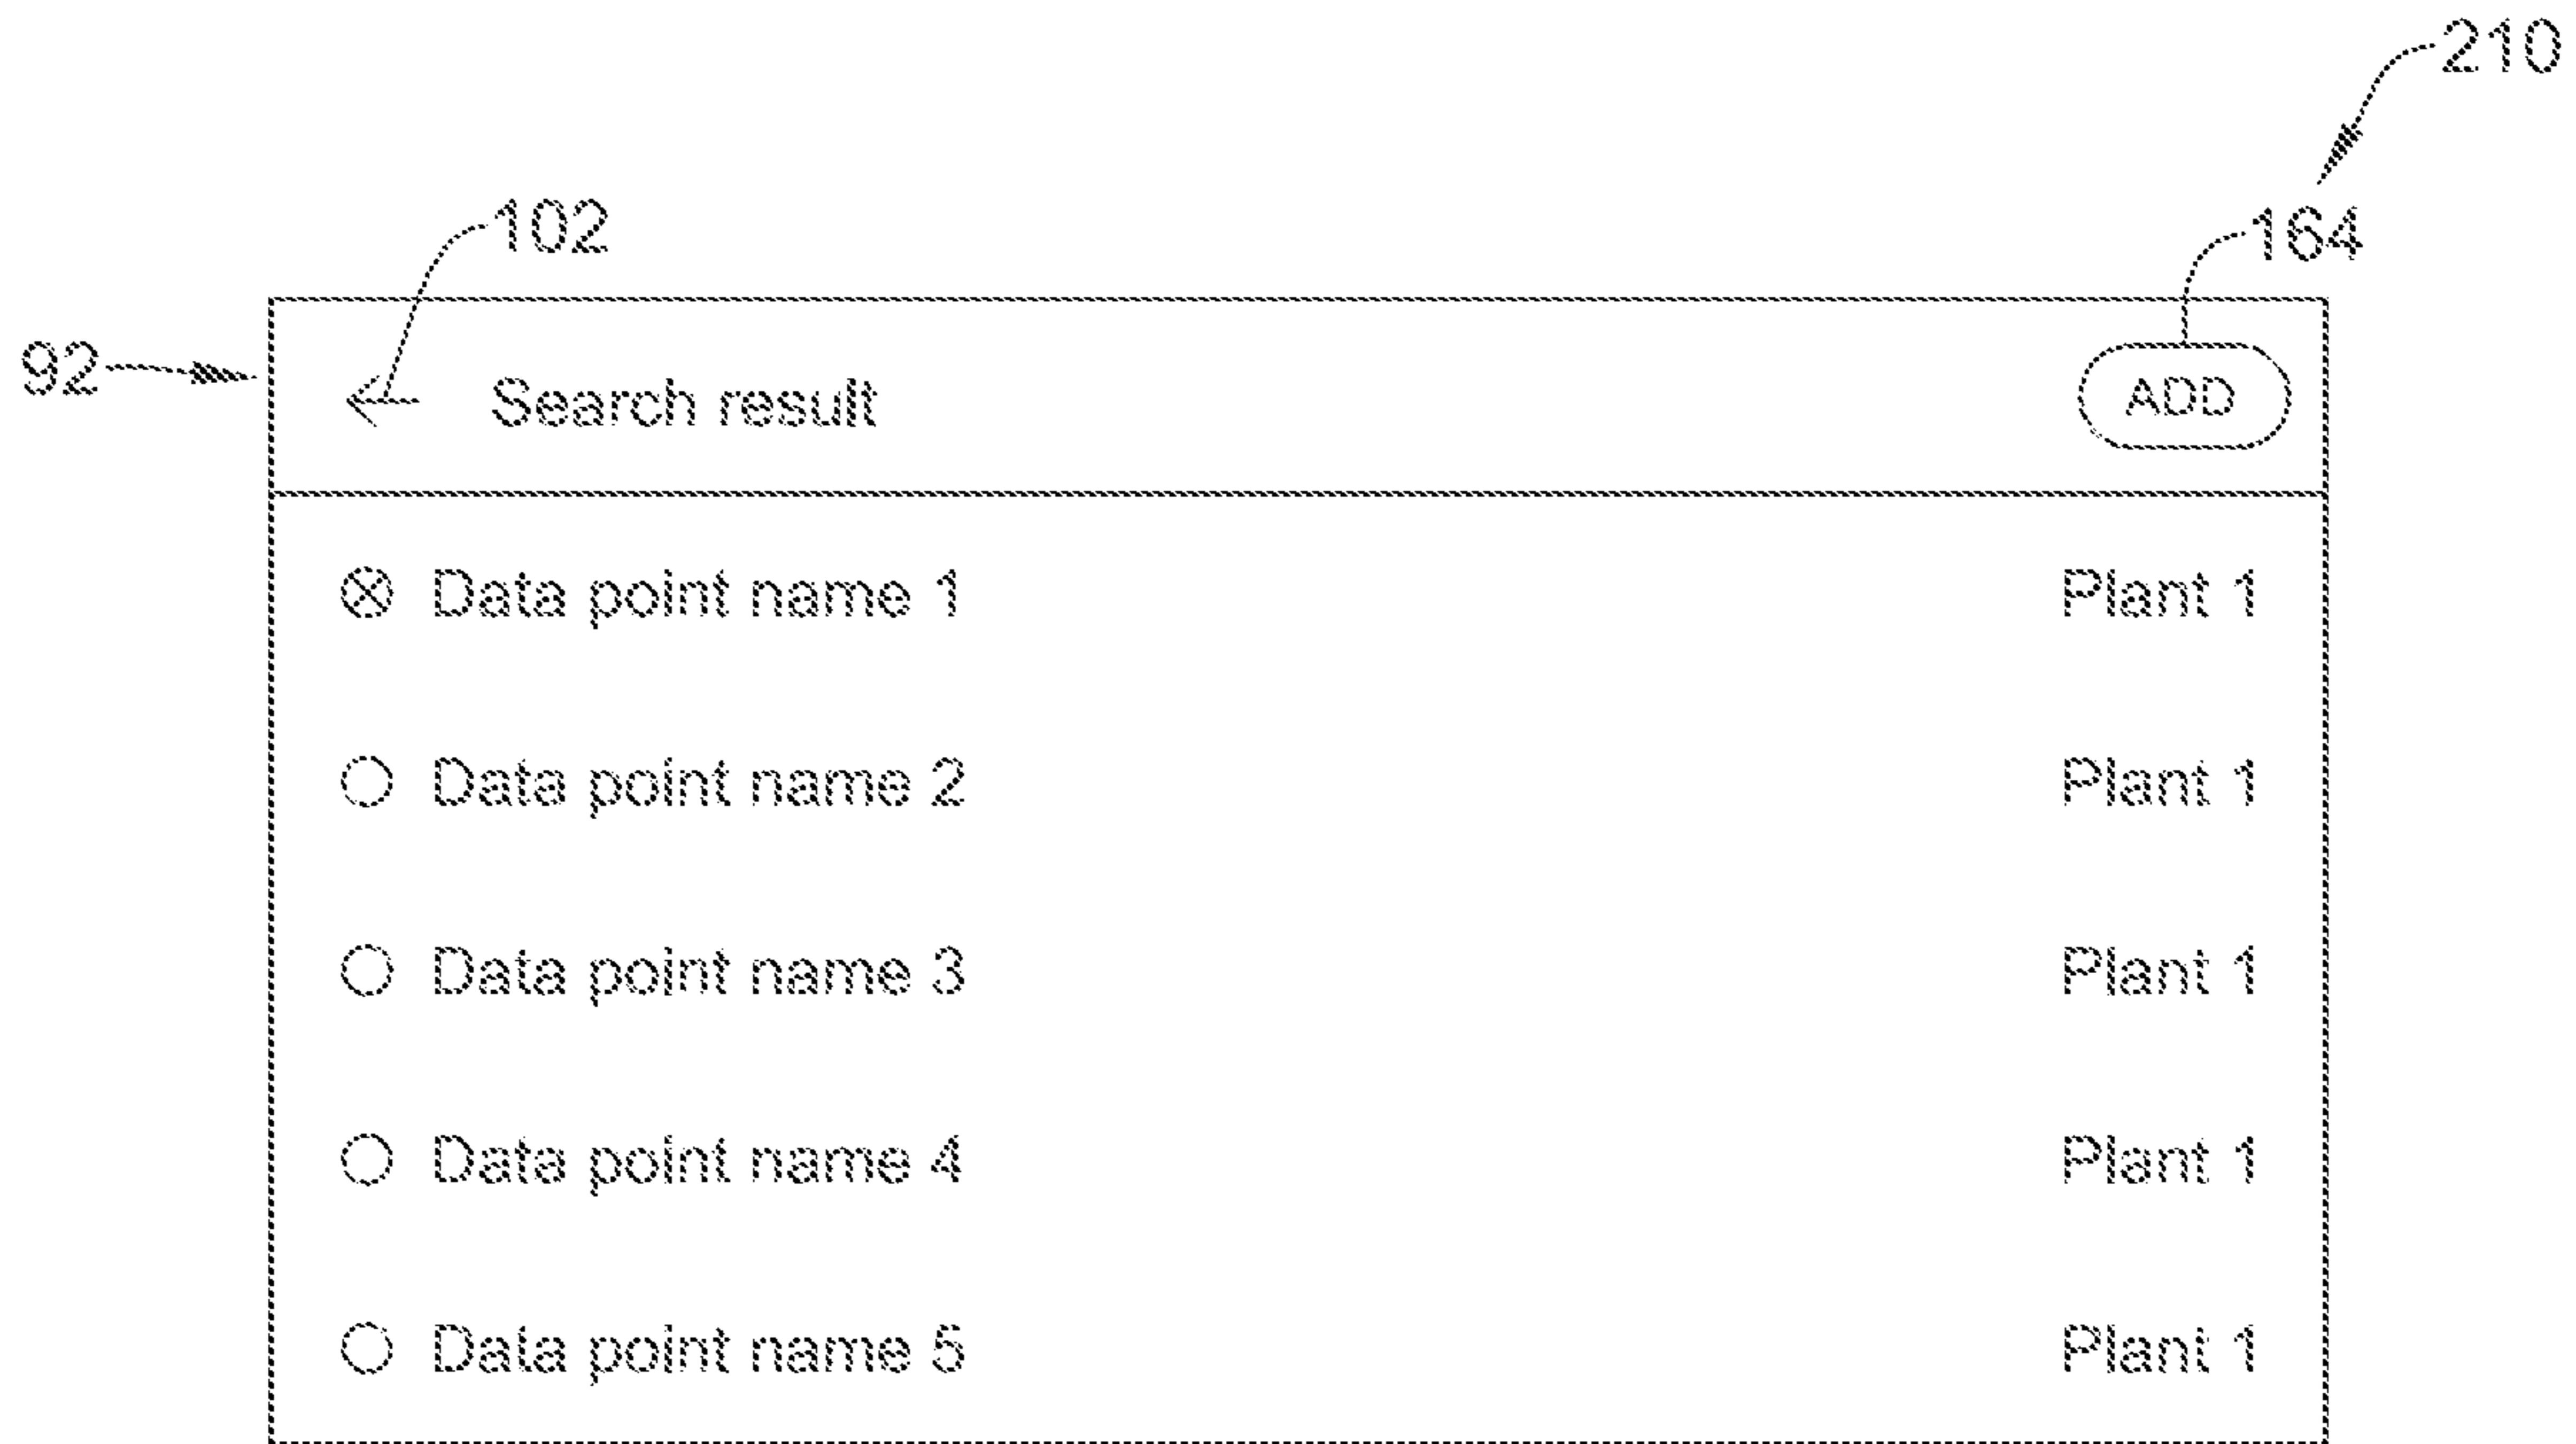 210
102
164
92
Search result ADD
Data point name 1 Plant 1
Data point name 2 Plant 1
Data point name 3 Plant 1
Data point name 4 Plant 1
Data point name 5 Plant 1